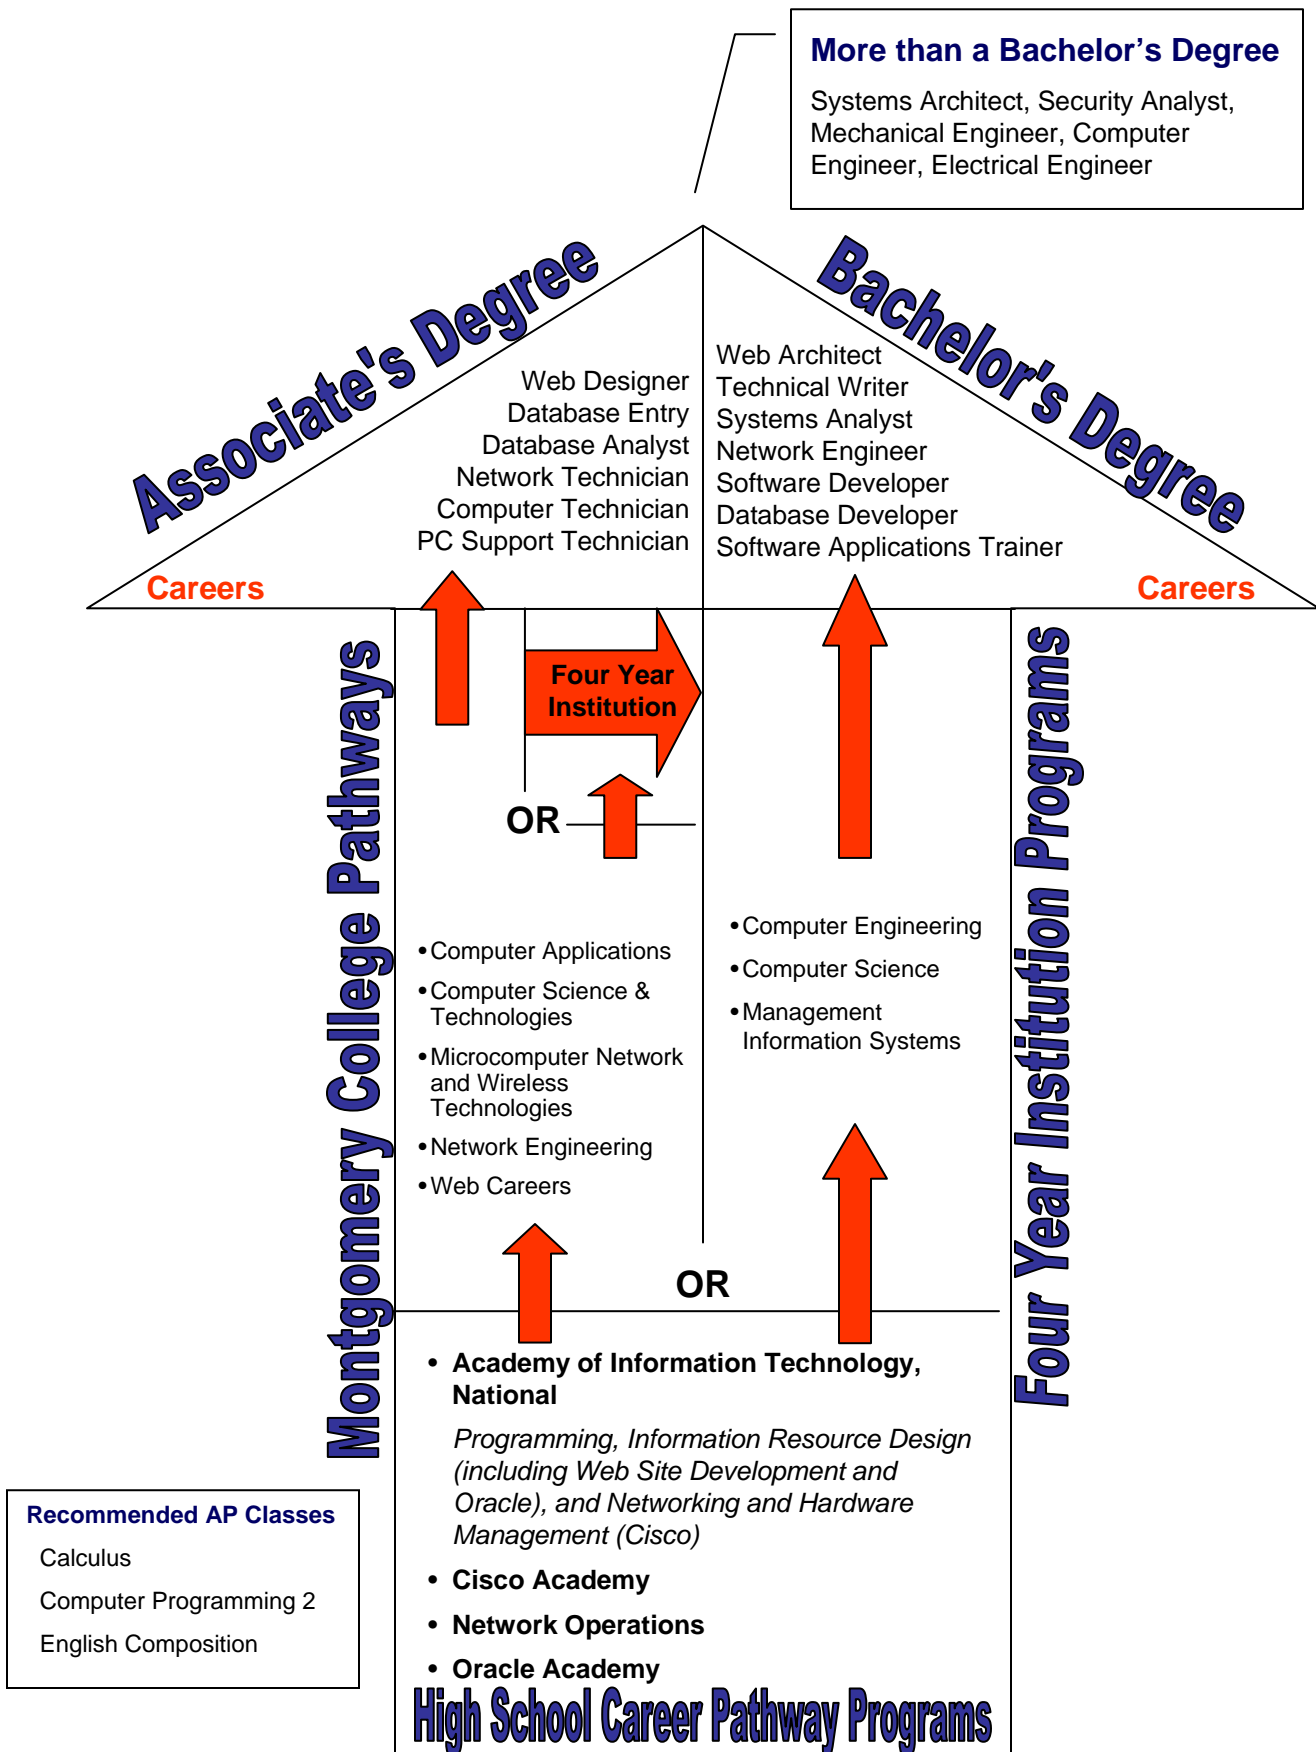 More than a Bachelor's Degree
Systems Architect, Security Analyst,
Mechanical Engineer, Computer
Engineer, Electrical Engineer
Associate's Degree
Bachelor's Degree
Web Designer
Database Entry
Database Analyst
Network Technician
Computer Technician
PC Support Technician
Careers
Web Architect
Technical Writer
Systems Analyst
Network Engineer
Software Developer
Database Developer
Software Applications Trainer
Careers
Montgomery College Pathways
Four Year
Institution
OR
• Computer Applications
• Computer Science &
Technologies
• Microcomputer Network
and Wireless
Technologies
• Network Engineering
• Web Careers
• Computer Engineering
• Computer Science
• Management
Information Systems
Four Year Institution Programs
OR
• Academy of Information Technology,
National
Programming, Information Resource Design
(including Web Site Development and
Oracle), and Networking and Hardware
Management (Cisco)
• Cisco Academy
• Network Operations
• Oracle Academy
High School Career Pathway Programs
Recommended AP Classes
Calculus
Computer Programming 2
English Composition